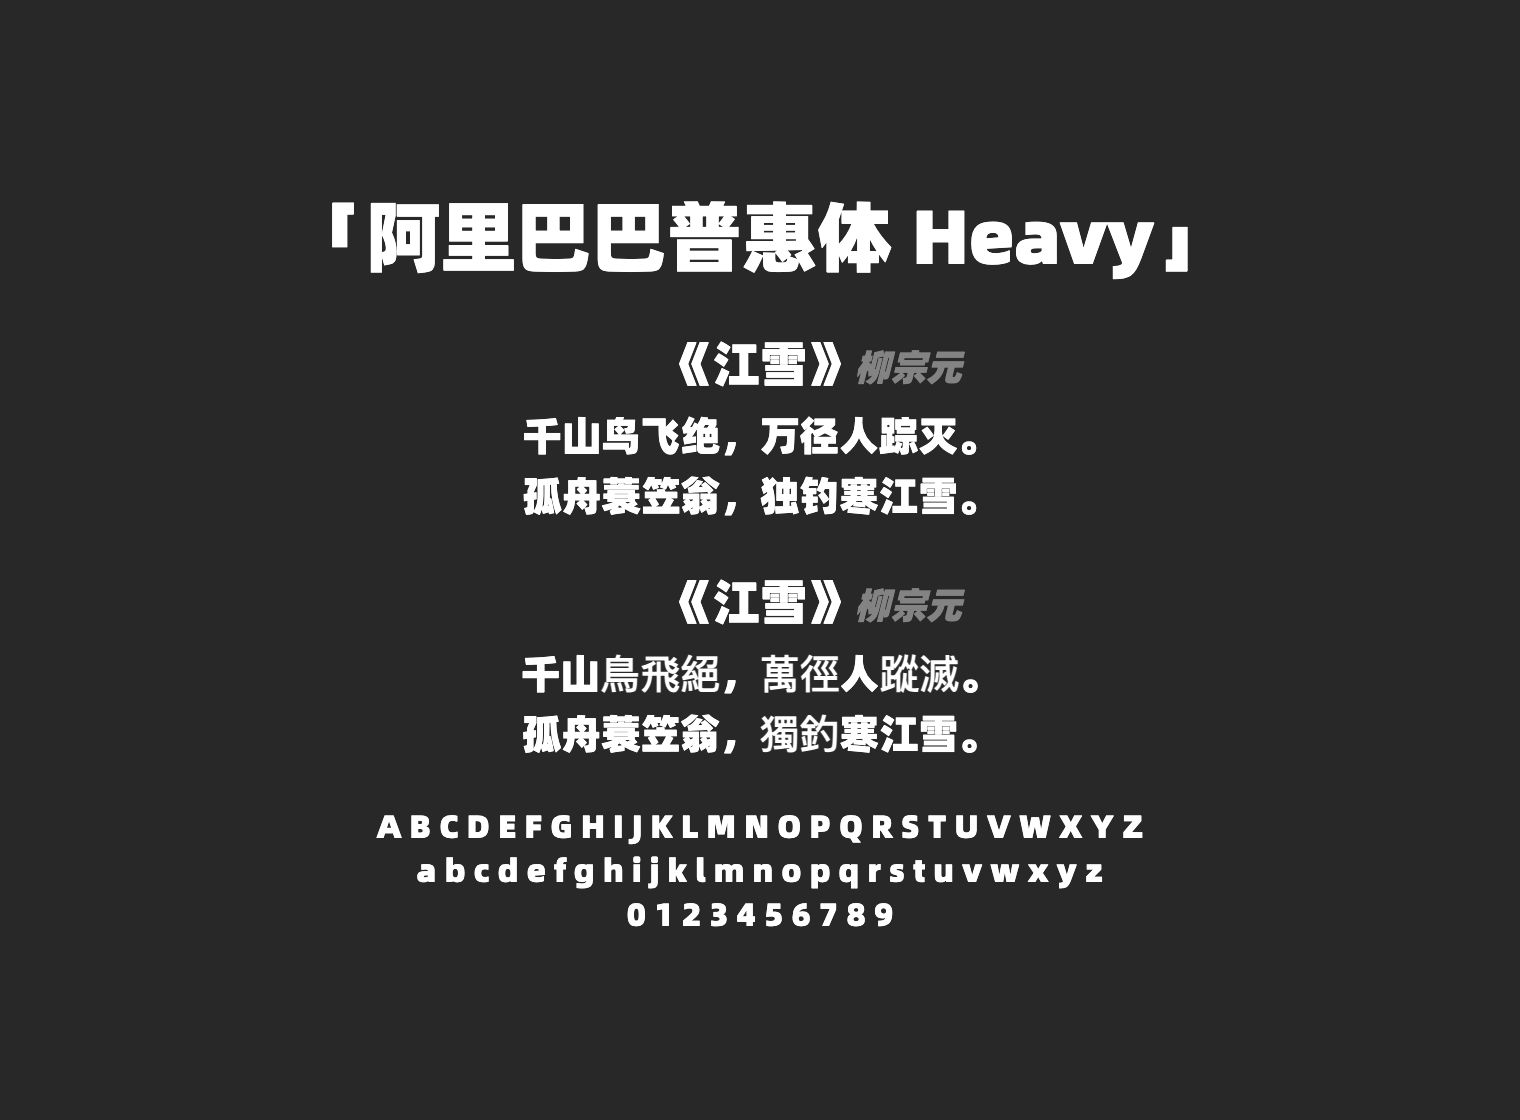 「阿里巴巴普惠体 Heavy」
《江雪》柳宗元
千山鸟飞绝，万径人踪灭。
孤舟蓑笠翁，独钓寒江雪。
《江雪》柳宗元
千山鳥飛絕，萬徑人蹤滅。
孤舟蓑笠翁，獨釣寒江雪。
A B C D E F G H I J K L M N O P Q R S T U V W X Y Z
a b c d e f g h i j k l m n o p q r s t u v w x y z
0 1 2 3 4 5 6 7 8 9